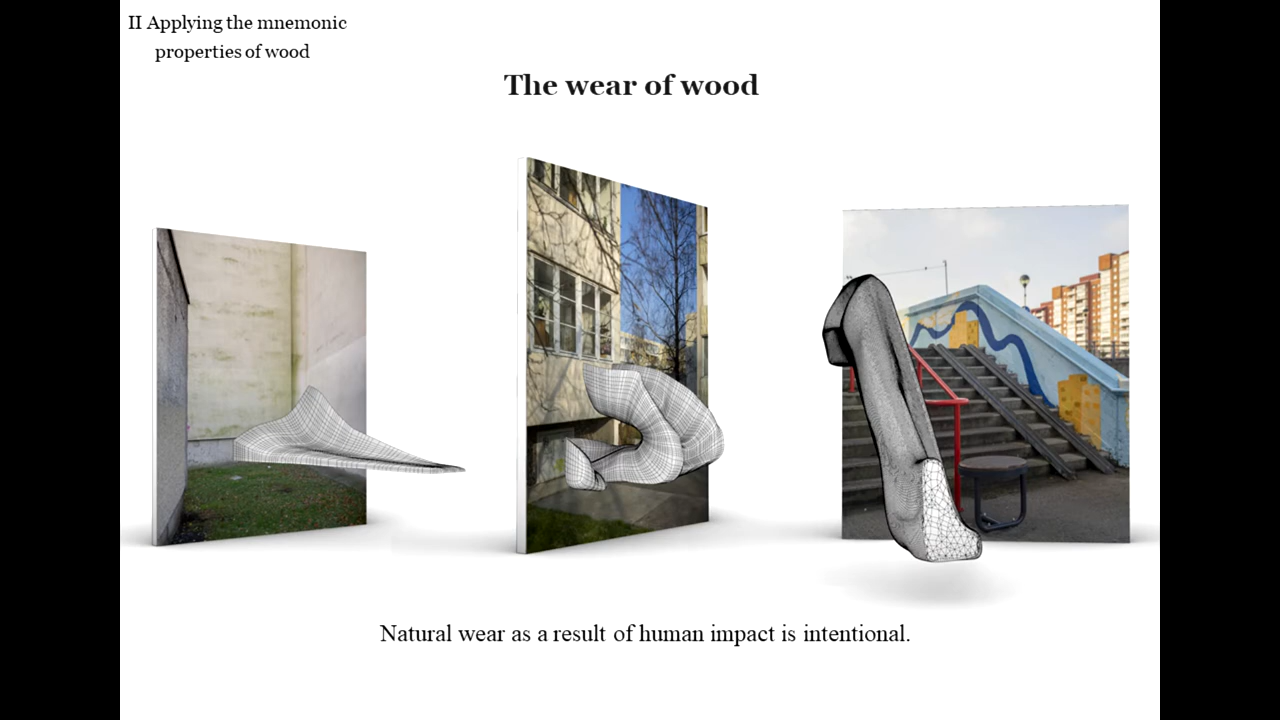 II Applying the mnemonic
properties of wood
The wear of wood
Natural wear as a result of human impact is intentional.